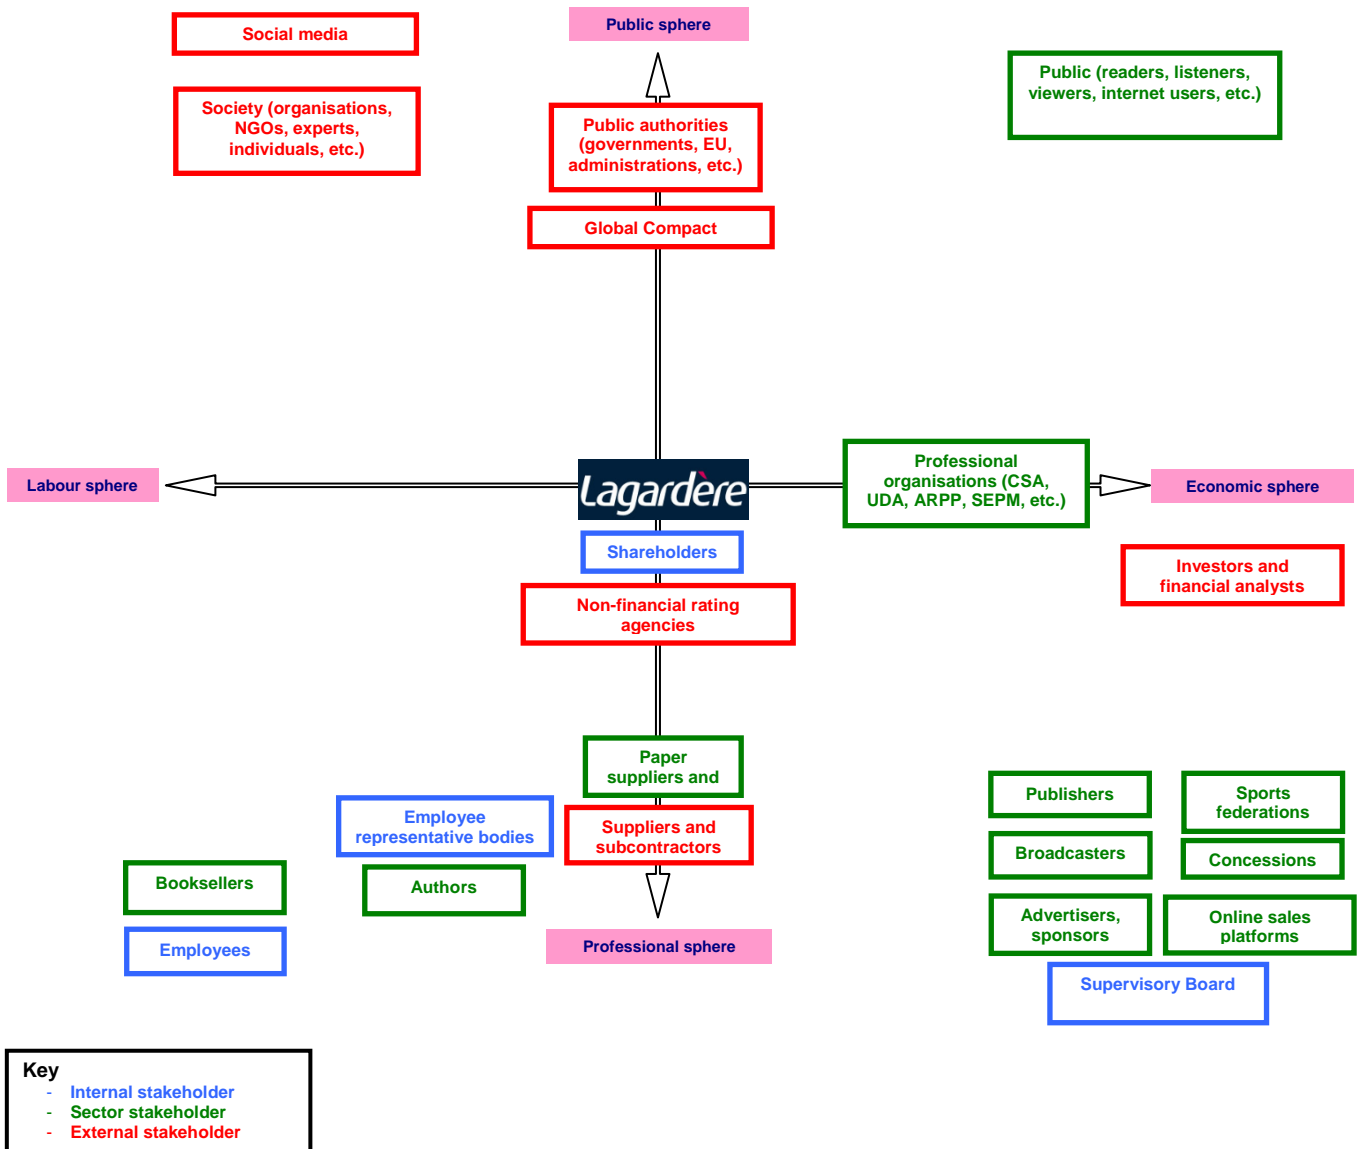 Social media
Public sphere
Public (readers, listeners,
viewers, internet users, etc.)
Society (organisations,
NGOs, experts,
individuals, etc.)
Public authorities
(governments, EU,
administrations, etc.)
Global Compact
Labour sphere
Lagardère
Professional
organisations (CSA,
UDA, ARPP, SEPM, etc.)
Economic sphere
Shareholders
Investors and
financial analysts
Non-financial rating
agencies
Paper
suppliers and
Employee
representative bodies
Suppliers and
subcontractors
Publishers
Sports
federations
Broadcasters
Concessions
Booksellers
Authors
Advertisers,
sponsors
Online sales
platforms
Employees
Professional sphere
Supervisory Board
Key
- Internal stakeholder
- Sector stakeholder
- External stakeholder